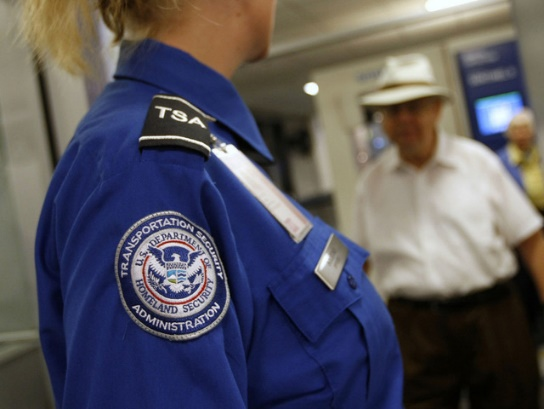 TSA
TRANSPORTATION SECURITY
U.S. DEPARTMENT OF
HOMELAND SECURITY
ADMINISTRATION